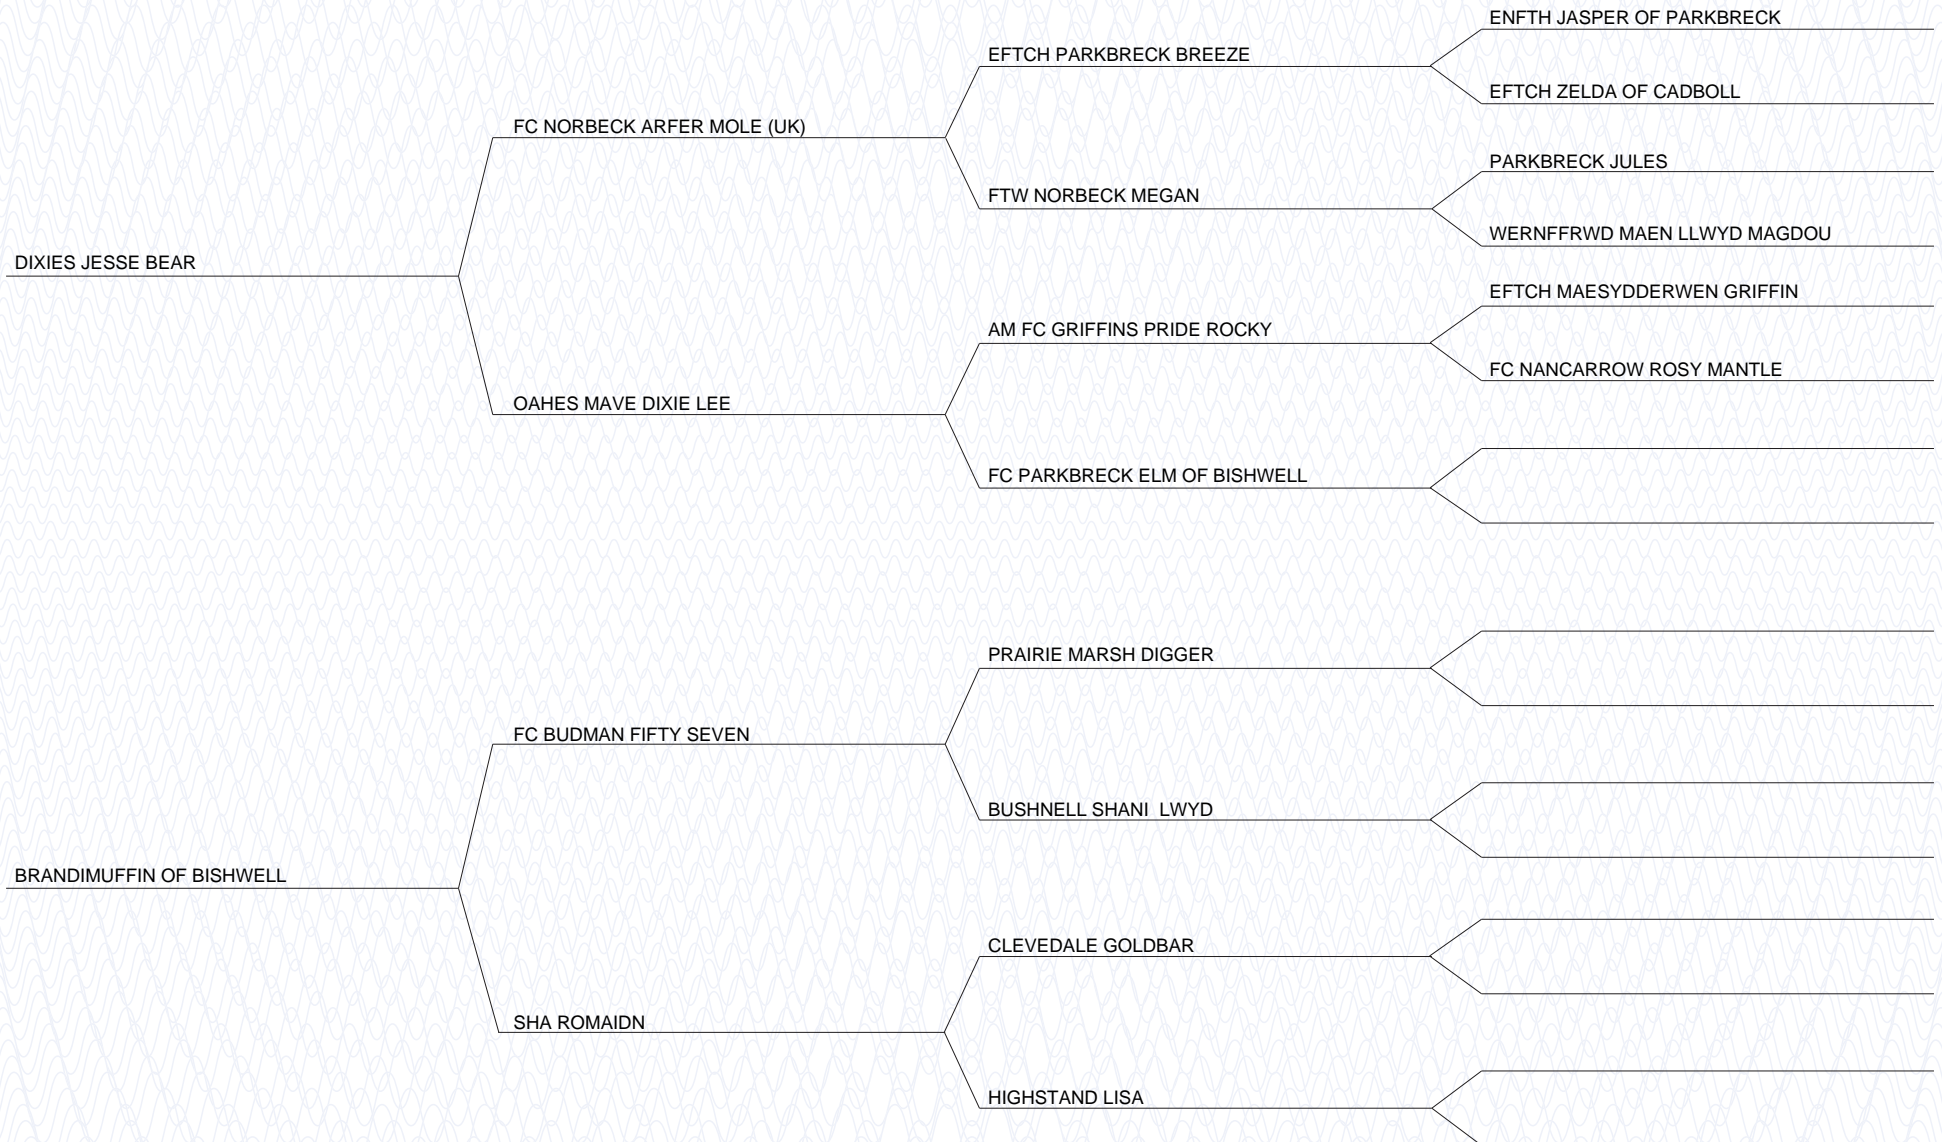 ENFTH JASPER OF PARKBRECK
EFTCH PARKBRECK BREEZE
EFTCH ZELDA OF CADBOLL
FC NORBECK ARFER MOLE (UK)
PARKBRECK JULES
FTW NORBECK MEGAN
WERNFFRWD MAEN LLWYD MAGDOU
DIXIES JESSE BEAR
EFTCH MAESYDDERWEN GRIFFIN
AM FC GRIFFINS PRIDE ROCKY
FC NANCARROW ROSY MANTLE
OAHES MAVE DIXIE LEE
FC PARKBRECK ELM OF BISHWELL
PRAIRIE MARSH DIGGER
FC BUDMAN FIFTY SEVEN
BUSHNELL SHANI  LWYD
BRANDIMUFFIN OF BISHWELL
CLEVEDALE GOLDBAR
SHA ROMAIDN
HIGHSTAND LISA